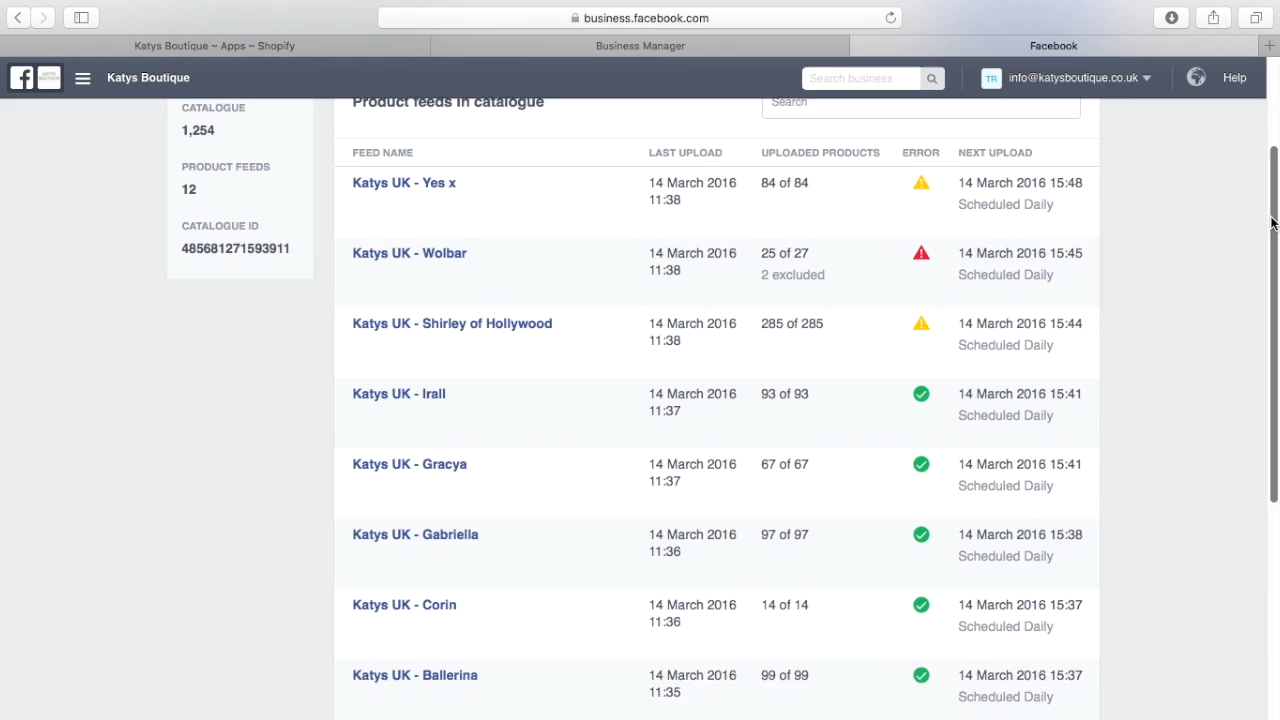 business.facebook.com
Katys Boutique ~ Apps ~ Shopify
Business Manager
Facebook
Katys Boutique
Search business
TR
info@katysboutique.co.uk
Help
CATALOGUE
1,254
PRODUCT FEEDS
12
CATALOGUE ID
485681271593911
Product feeds in catalogue
Search
FEED NAME LAST UPLOAD UPLOADED PRODUCTS ERROR NEXT UPLOAD
Katys UK - Yes x 14 March 2016 84 of 84 14 March 2016 15:48
11:38 Scheduled Daily
Katys UK - Wolbar 14 March 2016 25 of 27 14 March 2016 15:45
11:38 2 excluded Scheduled Daily
Katys UK - Shirley of Hollywood 14 March 2016 285 of 285 14 March 2016 15:44
11:38 Scheduled Daily
Katys UK - Irall 14 March 2016 93 of 93 14 March 2016 15:41
11:37 Scheduled Daily
Katys UK - Gracya 14 March 2016 67 of 67 14 March 2016 15:41
11:37 Scheduled Daily
Katys UK - Gabriella 14 March 2016 97 of 97 14 March 2016 15:38
11:36 Scheduled Daily
Katys UK - Corin 14 March 2016 14 of 14 14 March 2016 15:37
11:36 Scheduled Daily
Katys UK - Ballerina 14 March 2016 99 of 99 14 March 2016 15:37
11:35 Scheduled Daily